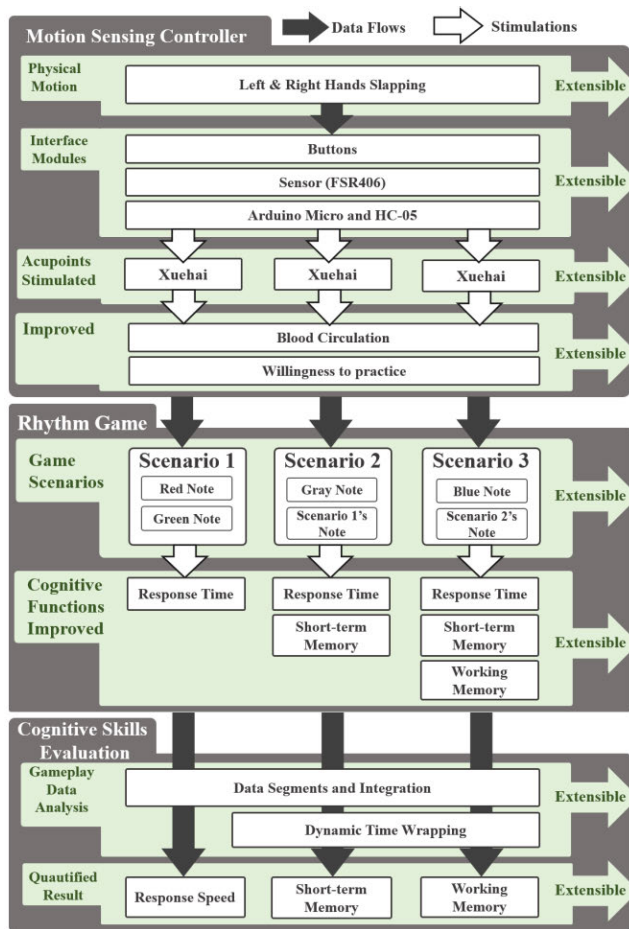 Motion Sensing Controller
Data Flows
Stimulations
Physical
Motion
Left & Right Hands Slapping
Extensible
Interface
Modules
Buttons
Sensor (FSR406)
Arduino Micro and HC-05
Extensible
Acupoints
Stimulated
Xuehai
Xuehai
Xuehai
Extensible
Improved
Blood Circulation
Willingness to practice
Extensible
Rhythm Game
Game
Scenarios
Scenario 1
Red Note
Green Note
Scenario 2
Gray Note
Scenario 1's
Note
Scenario 3
Blue Note
Scenario 2's
Note
Extensible
Cognitive
Functions
Improved
Response Time
Response Time
Short-term
Memory
Response Time
Short-term
Memory
Working
Memory
Extensible
Cognitive Skills
Evaluation
Gameplay
Data
Analysis
Data Segments and Integration
Dynamic Time Wrapping
Extensible
Quautified
Result
Response Speed
Short-term
Memory
Working
Memory
Extensible